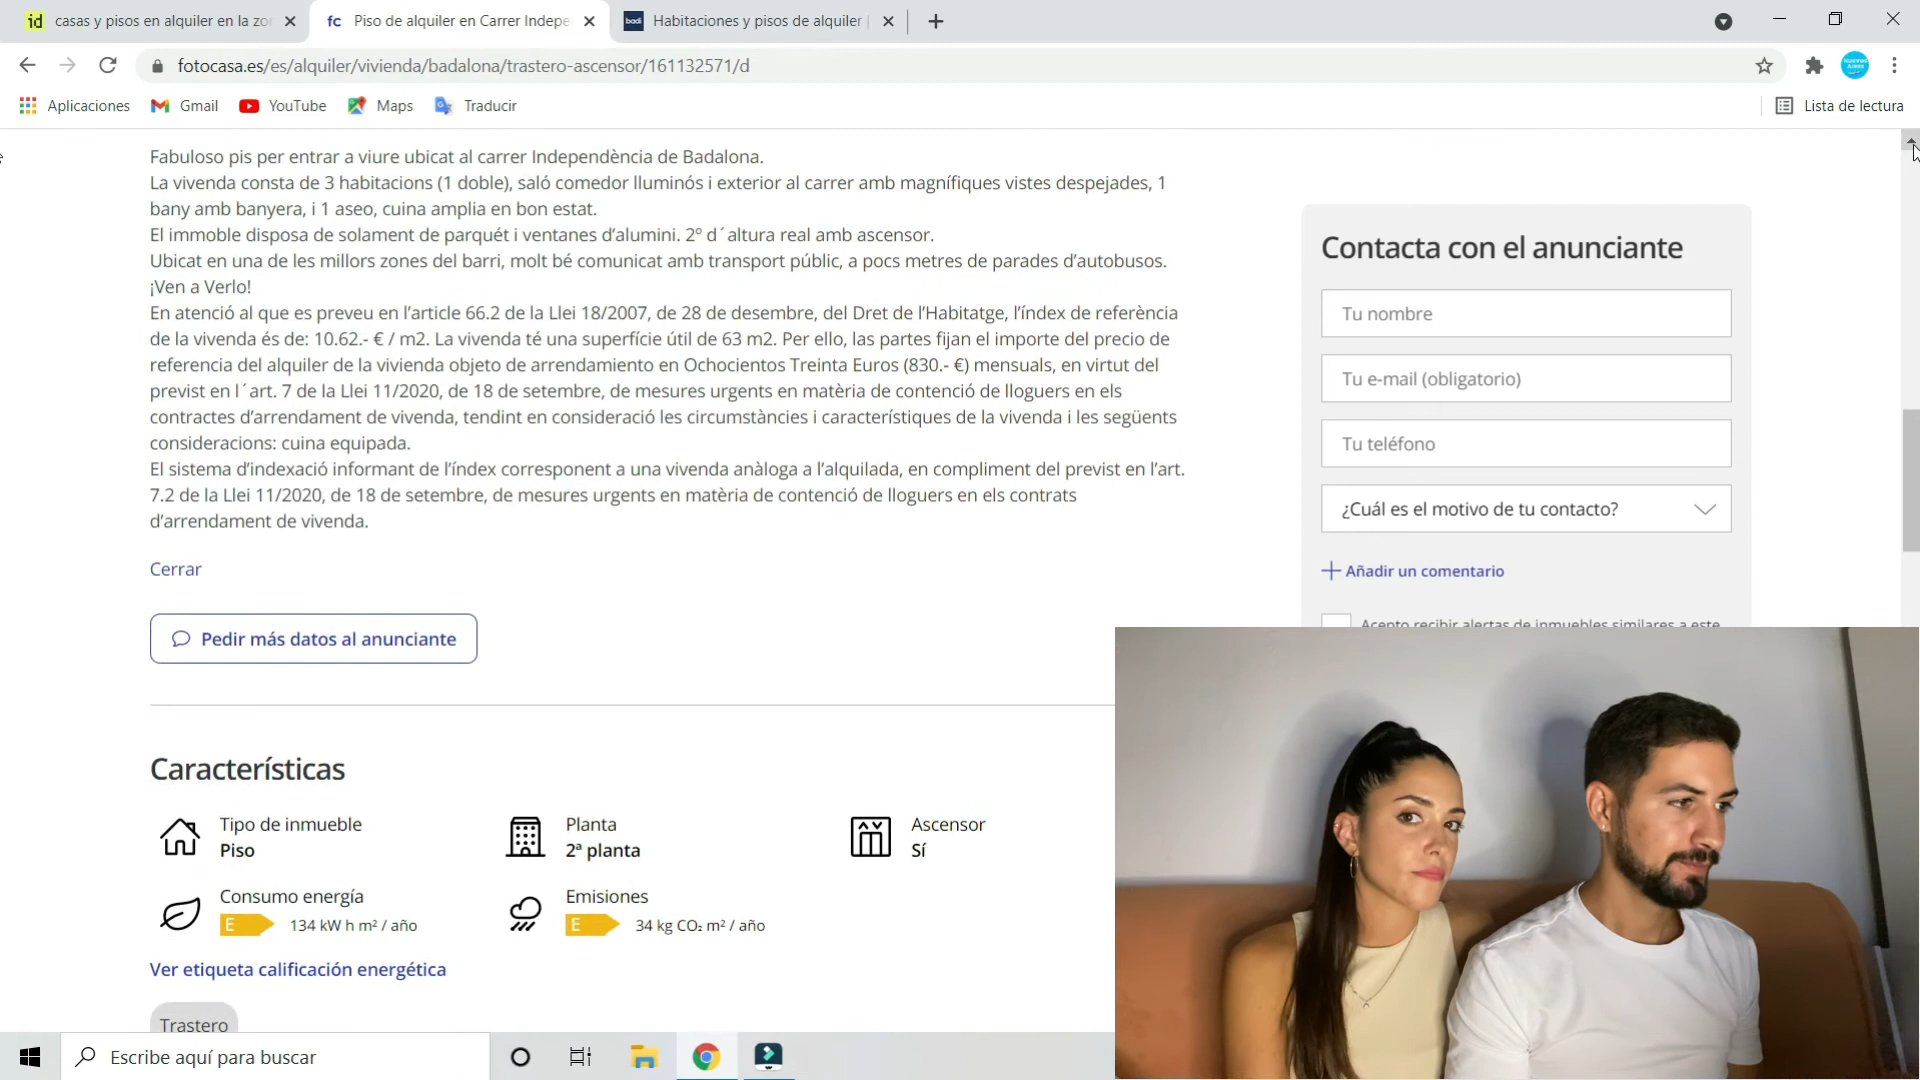 casas y pisos en alquiler en la zo
Piso de alquiler en Carrer Indepe
Habitaciones y pisos de alquiler
fotocasa.es/es/alquiler/vivienda/badalona/trastero-ascensor/161132571/d
Aplicaciones
Gmail
YouTube
Maps
Traducir
Lista de lectura
Fabuloso pis per entrar a viure ubicat al carrer Independència de Badalona.
La vivenda consta de 3 habitacions (1 doble), saló comedor lluminós i exterior al carrer amb magnífiques vistes despejades, 1
bany amb banyera, i 1 aseo, cuina amplia en bon estat.
El immoble disposa de solament de parquét i ventanes d'alumini. 2º d´altura real amb ascensor.
Ubicat en una de les millors zones del barri, molt bé comunicat amb transport públic, a pocs metres de parades d'autobusos.
¡Ven a Verlo!
En atenció al que es preveu en l'article 66.2 de la Llei 18/2007, de 28 de desembre, del Dret de l'Habitatge, l'índex de referència
de la vivenda és de: 10.62.- € / m2. La vivenda té una superfície útil de 63 m2. Per ello, las partes fijan el importe del precio de
referencia del alquiler de la vivienda objeto de arrendamiento en Ochocientos Treinta Euros (830.- €) mensuals, en virtut del
previst en l´art. 7 de la Llei 11/2020, de 18 de setembre, de mesures urgents en matèria de contenció de lloguers en els
contractes d'arrendament de vivenda, tendint en consideració les circumstàncies i característiques de la vivenda i les següents
consideracions: cuina equipada.
El sistema d'indexació informant de l'índex corresponent a una vivenda anàloga a l'alquilada, en compliment del previst en l'art.
7.2 de la Llei 11/2020, de 18 de setembre, de mesures urgents en matèria de contenció de lloguers en els contrats
d'arrendament de vivenda.
Cerrar
Pedir más datos al anunciante
Contacta con el anunciante
Tu nombre
Tu e-mail (obligatorio)
Tu teléfono
¿Cuál es el motivo de tu contacto?
Añadir un comentario
Acepto recibir alertas de inmuebles similares a este
Características
Tipo de inmueble
Piso
Planta
2ª planta
Ascensor
Sí
Consumo energía
E 134 kW h m² / año
Emisiones
E 34 kg CO₂ m² / año
Ver etiqueta calificación energética
Trastero
Escribe aquí para buscar